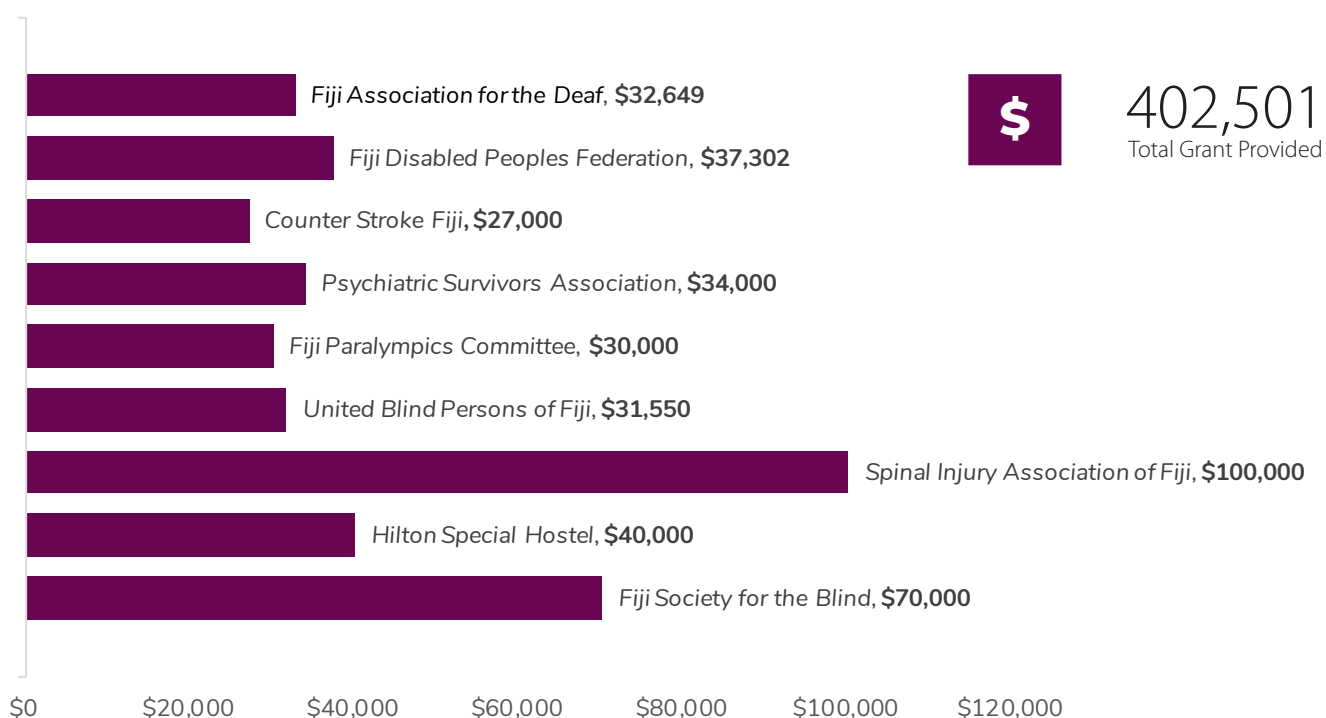 Fiji Association for the Deaf, $32,649
Fiji Disabled Peoples Federation, $37,302
Counter Stroke Fiji, $27,000
Psychiatric Survivors Association, $34,000
Fiji Paralympics Committee, $30,000
United Blind Persons of Fiji, $31,550
Spinal Injury Association of Fiji, $100,000
Hilton Special Hostel, $40,000
Fiji Society for the Blind, $70,000
$0 $20,000 $40,000 $60,000 $80,000 $100,000 $120,000
$
402,501
Total Grant Provided